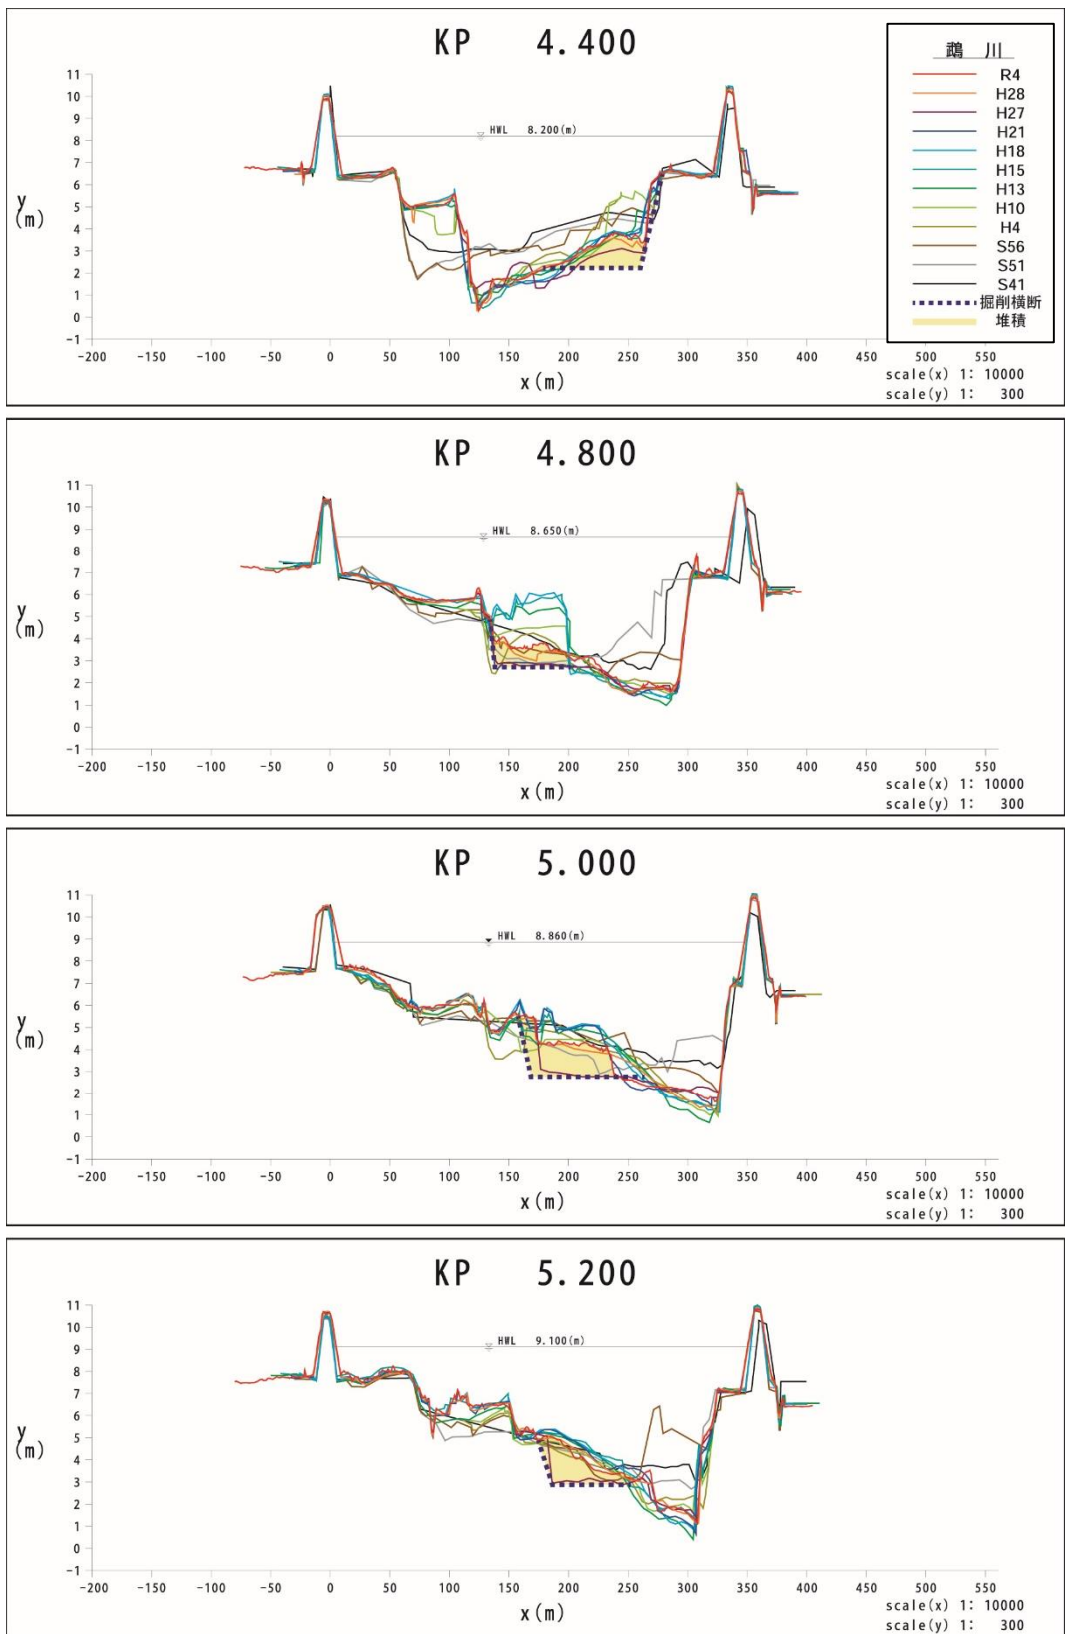 KP 4.400
鵡 川
R4
H28
H27
H21
H18
H15
H13
H10
H4
S56
S51
S41
掘削横断
堆積
HWL 8.200(m)
y
(m)
11
10
9
8
7
6
5
4
3
2
1
0
-1
-200 -150 -100 -50 0 50 100 150 200 250 300 350 400 450 500 550
x(m)
scale(x) 1: 10000
scale(y) 1: 300
KP 4.800
HWL 8.650(m)
y
(m)
11
10
9
8
7
6
5
4
3
2
1
0
-1
-200 -150 -100 -50 0 50 100 150 200 250 300 350 400 450 500 550
x(m)
scale(x) 1: 10000
scale(y) 1: 300
KP 5.000
HWL 8.860(m)
y
(m)
11
10
9
8
7
6
5
4
3
2
1
0
-1
-200 -150 -100 -50 0 50 100 150 200 250 300 350 400 450 500 550
x(m)
scale(x) 1: 10000
scale(y) 1: 300
KP 5.200
HWL 9.100(m)
y
(m)
11
10
9
8
7
6
5
4
3
2
1
0
-1
-200 -150 -100 -50 0 50 100 150 200 250 300 350 400 450 500 550
x(m)
scale(x) 1: 10000
scale(y) 1: 300